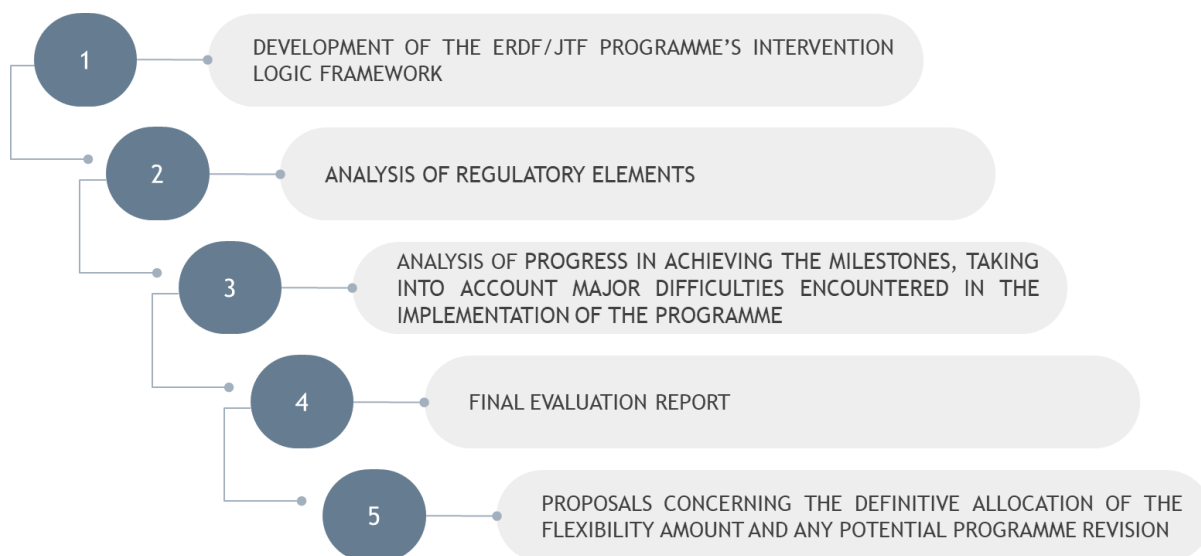 1
DEVELOPMENT OF THE ERDF/JTF PROGRAMME'S INTERVENTION
LOGIC FRAMEWORK
2
ANALYSIS OF REGULATORY ELEMENTS
3
ANALYSIS OF PROGRESS IN ACHIEVING THE MILESTONES, TAKING
INTO ACCOUNT MAJOR DIFFICULTIES ENCOUNTERED IN THE
IMPLEMENTATION OF THE PROGRAMME
4
FINAL EVALUATION REPORT
5
PROPOSALS CONCERNING THE DEFINITIVE ALLOCATION OF THE
FLEXIBILITY AMOUNT AND ANY POTENTIAL PROGRAMME REVISION